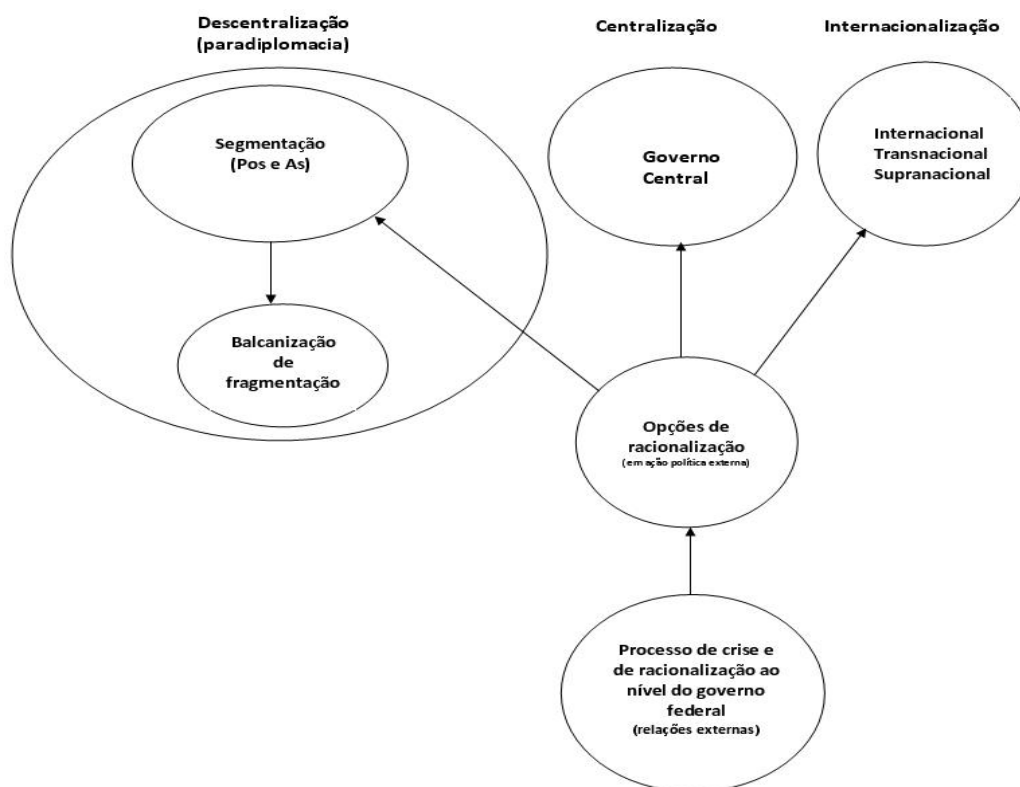 Descentralização
(paradiplomacia)
Centralização
Internacionalização
Segmentação
(Pos e As)
Governo
Central
Internacional
Transnacional
Supranacional
Balcanização
de
fragmentação
Opções de
racionalização
(em ação política externa)
Processo de crise e
de racionalização ao
nível do governo
federal
(relações externas)